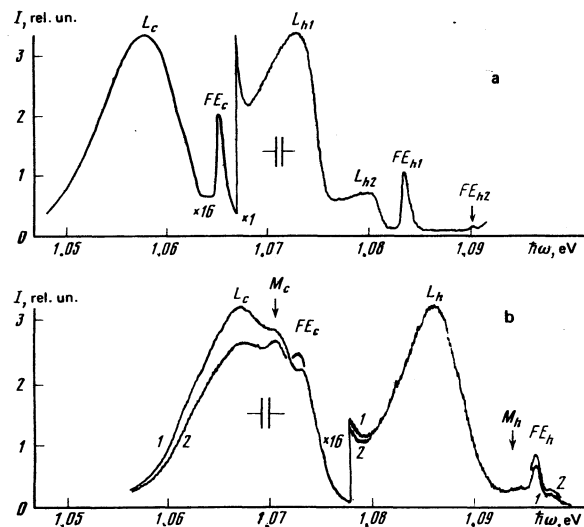 I, rel. un.
L_c
L_h1
a
3
FE_c
2
FE_h1
1
L_h2
FE_h2
×16
×1
0
1,05
1,06
1,07
1,08
1,09
ħω, eV
I, rel. un.
M_c
b
L_c
L_h
3
FE_c
2
×16
M_h
FE_h
1
1
2
1
2
1
2
0
1,05
1,06
1,07
1,08
1,09
ħω, eV